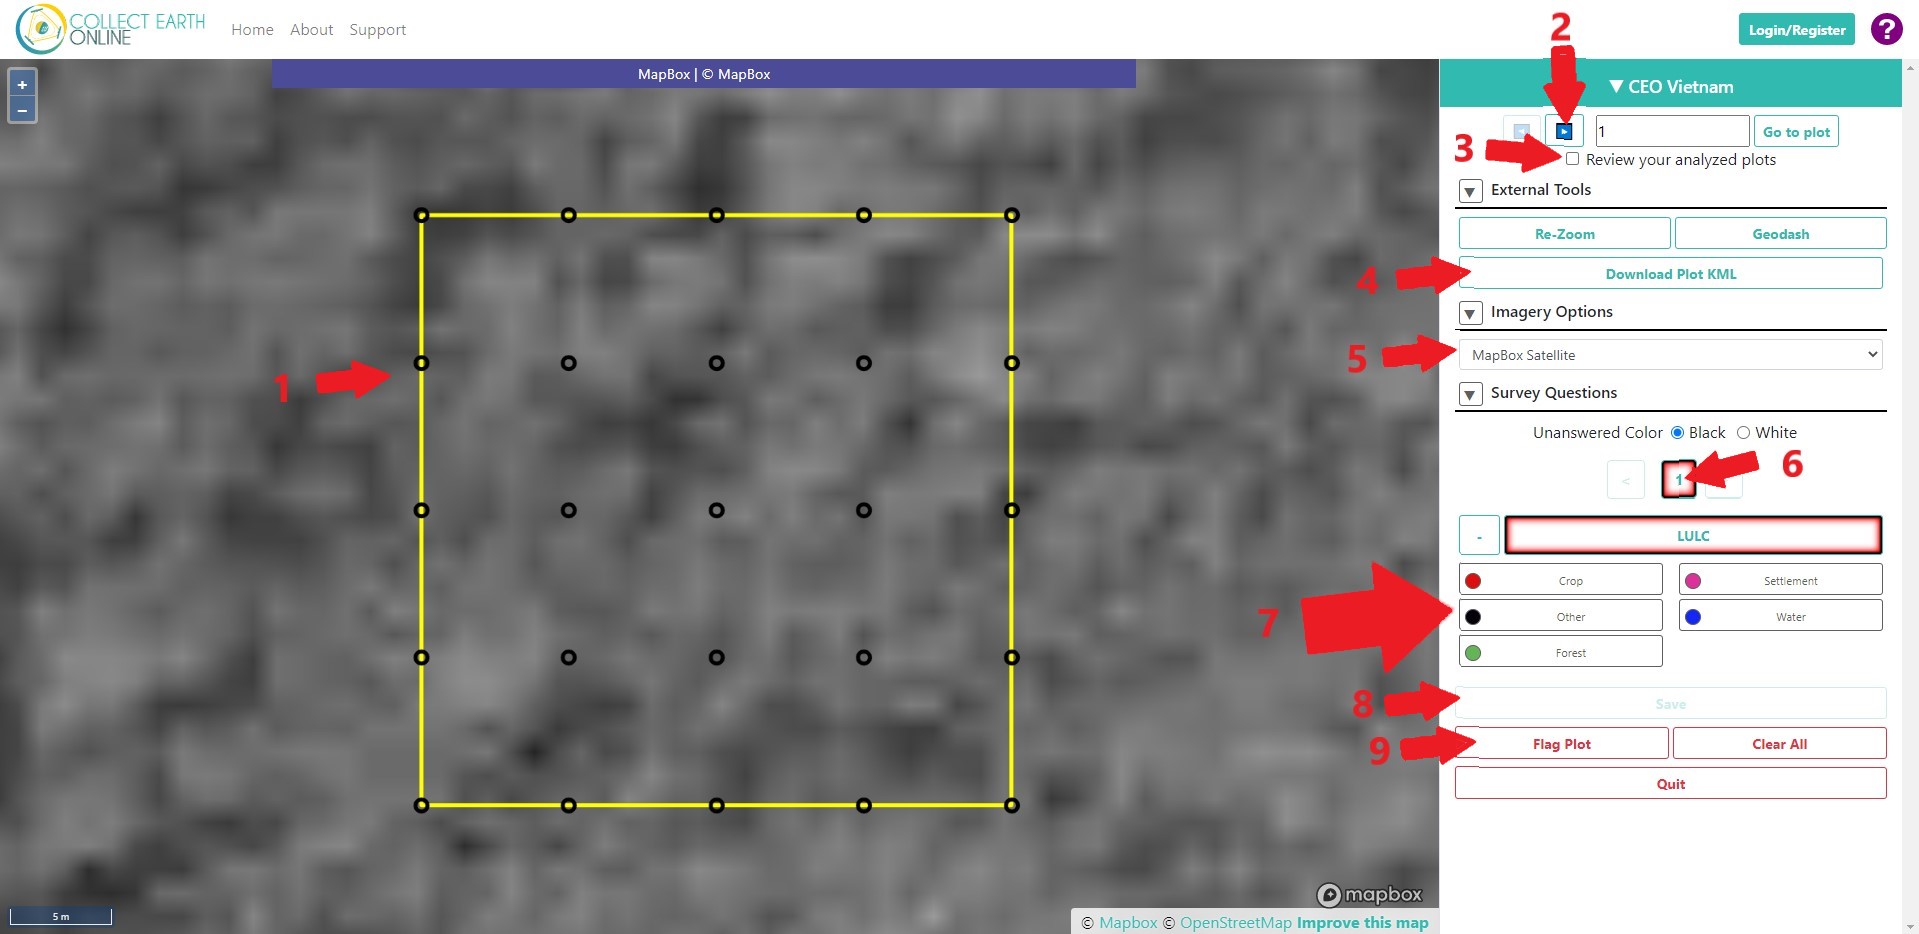 COLLECT EARTH
ONLINE
Home About Support
2
Login/Register
?
+
−
MapBox | © MapBox
▼ CEO Vietnam
1
Go to plot
3
Review your analyzed plots
External Tools
Re-Zoom Geodash
4
Download Plot KML
Imagery Options
5
MapBox Satellite
1
Survey Questions
Unanswered Color Black White
6
< 1
- LULC
Crop Settlement
7
Other Water
Forest
8
Save
9
Flag Plot Clear All
Quit
mapbox
5 m
© Mapbox © OpenStreetMap Improve this map